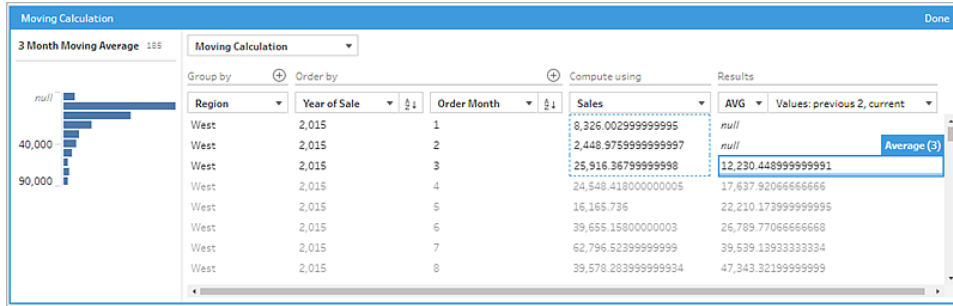 Moving Calculation Done
3 Month Moving Average 185 Moving Calculation
Group by Order by Compute using Results
Region Year of Sale Order Month Sales AVG Values: previous 2, current
null
40,000
90,000
West 2,015 1 8,326.002999999995 null
West 2,015 2 2,448.9759999999997 null Average (3)
West 2,015 3 25,916.36799999998 12,230.448999999991
West 2,015 4 24,548.418000000005 17,637.92066666666
West 2,015 5 16,165.736 22,210.173999999995
West 2,015 6 39,655.15800000003 26,789.77066666668
West 2,015 7 62,796.52399999999 39,539.13933333334
West 2,015 8 39,578.283999999934 47,343.32199999999